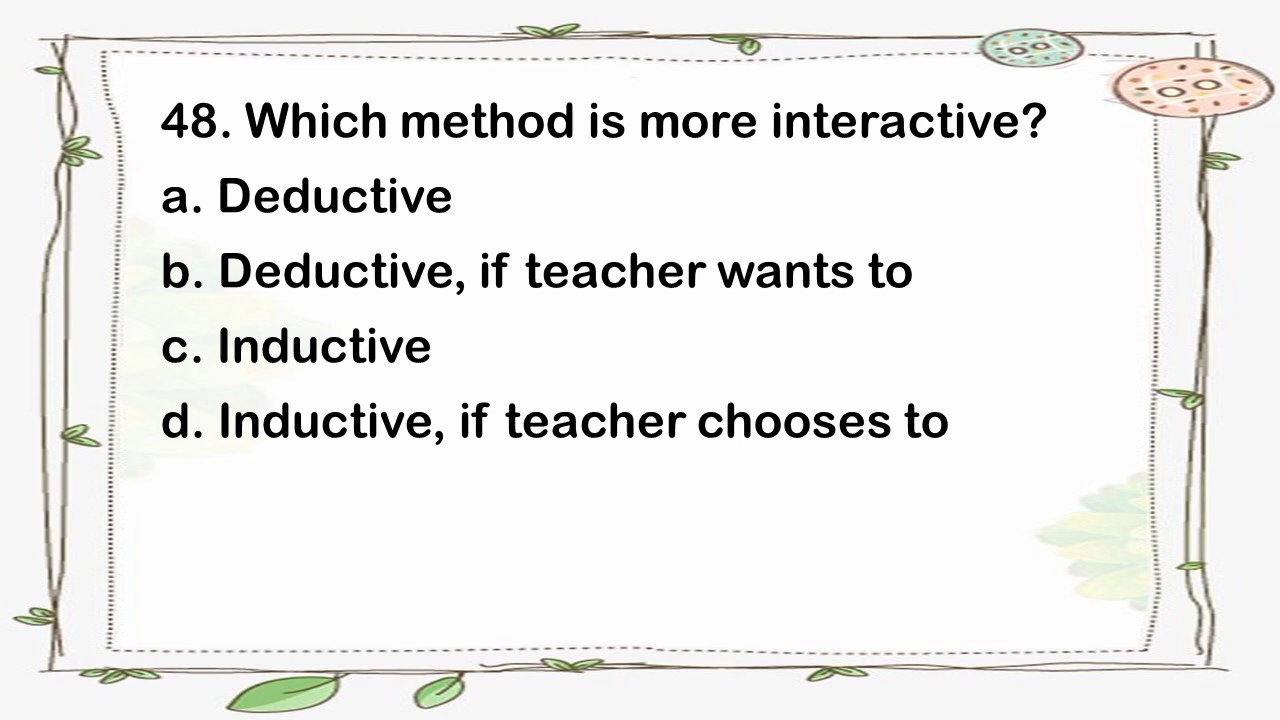 48. Which method is more interactive?
a. Deductive
b. Deductive, if teacher wants to
c. Inductive
d. Inductive, if teacher chooses to